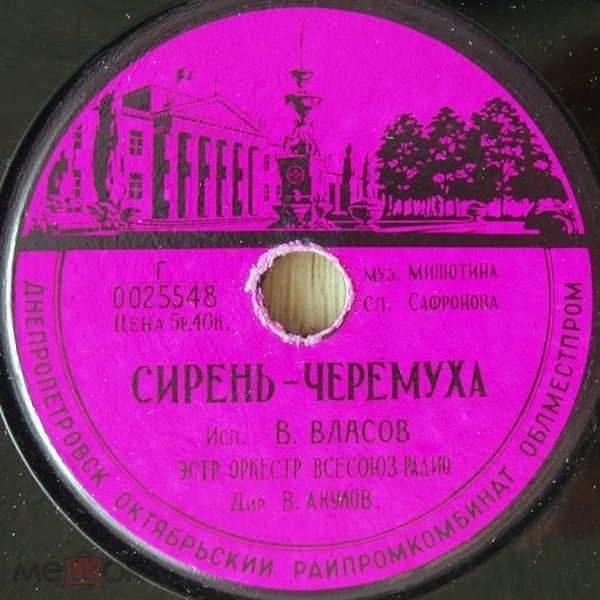 Г
0025548
Цена 5р.40к.
муз. МИЛЮТИНА
сл. САФРОНОВА
СИРЕНЬ-ЧЕРЕМУХА
Исп. В. ВЛАСОВ
ЭСТР. ОРКЕСТР ВСЕСОЮЗ. РАДИО
Дир. В. АКУЛОВ.
ДНЕПРОПЕТРОВСК ОКТЯБРЬСКИЙ РАЙПРОМКОМБИНАТ ОБЛМЕСТПРОМ